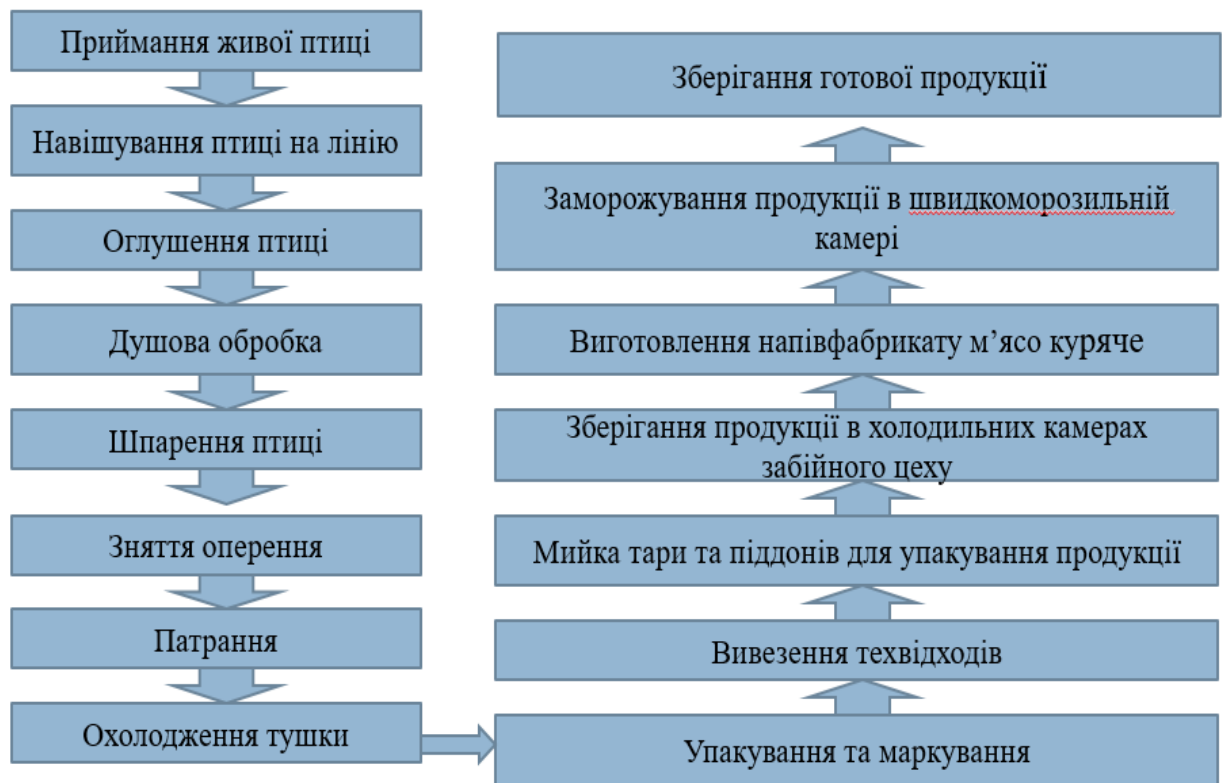 Приймання живої птиці
Навішування птиці на лінію
Оглушення птиці
Душова обробка
Шпарення птиці
Зняття оперення
Патрання
Охолодження тушки
Упакування та маркування
Вивезення техвідходів
Мийка тари та піддонів для упакування продукції
Зберігання продукції в холодильних камерах
забійного цеху
Виготовлення напівфабрикату м’ясо куряче
Заморожування продукції в швидкоморозильній
камері
Зберігання готової продукції